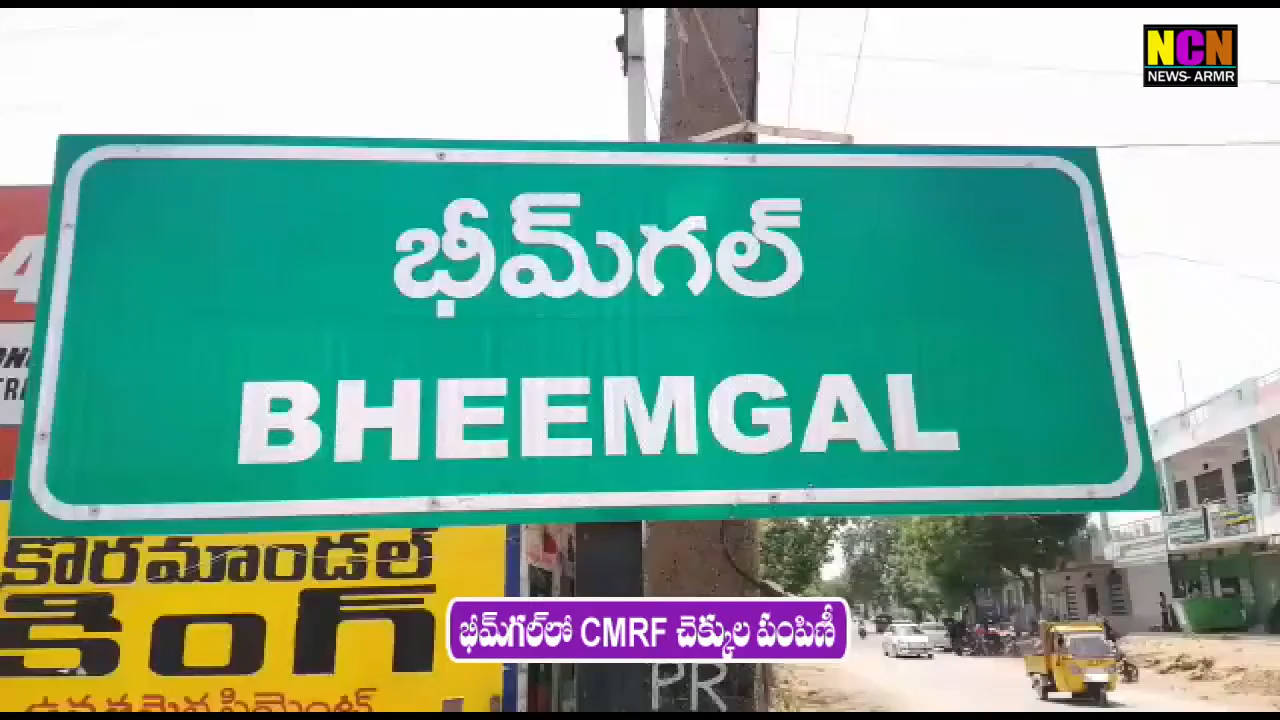 NCN
NEWS- ARMR
భీమ్‌గల్
BHEEMGAL
కొరమాండల్
కింగ్
భీమ్‌గల్‌లో CMRF చెక్కుల పంపిణీ
PR